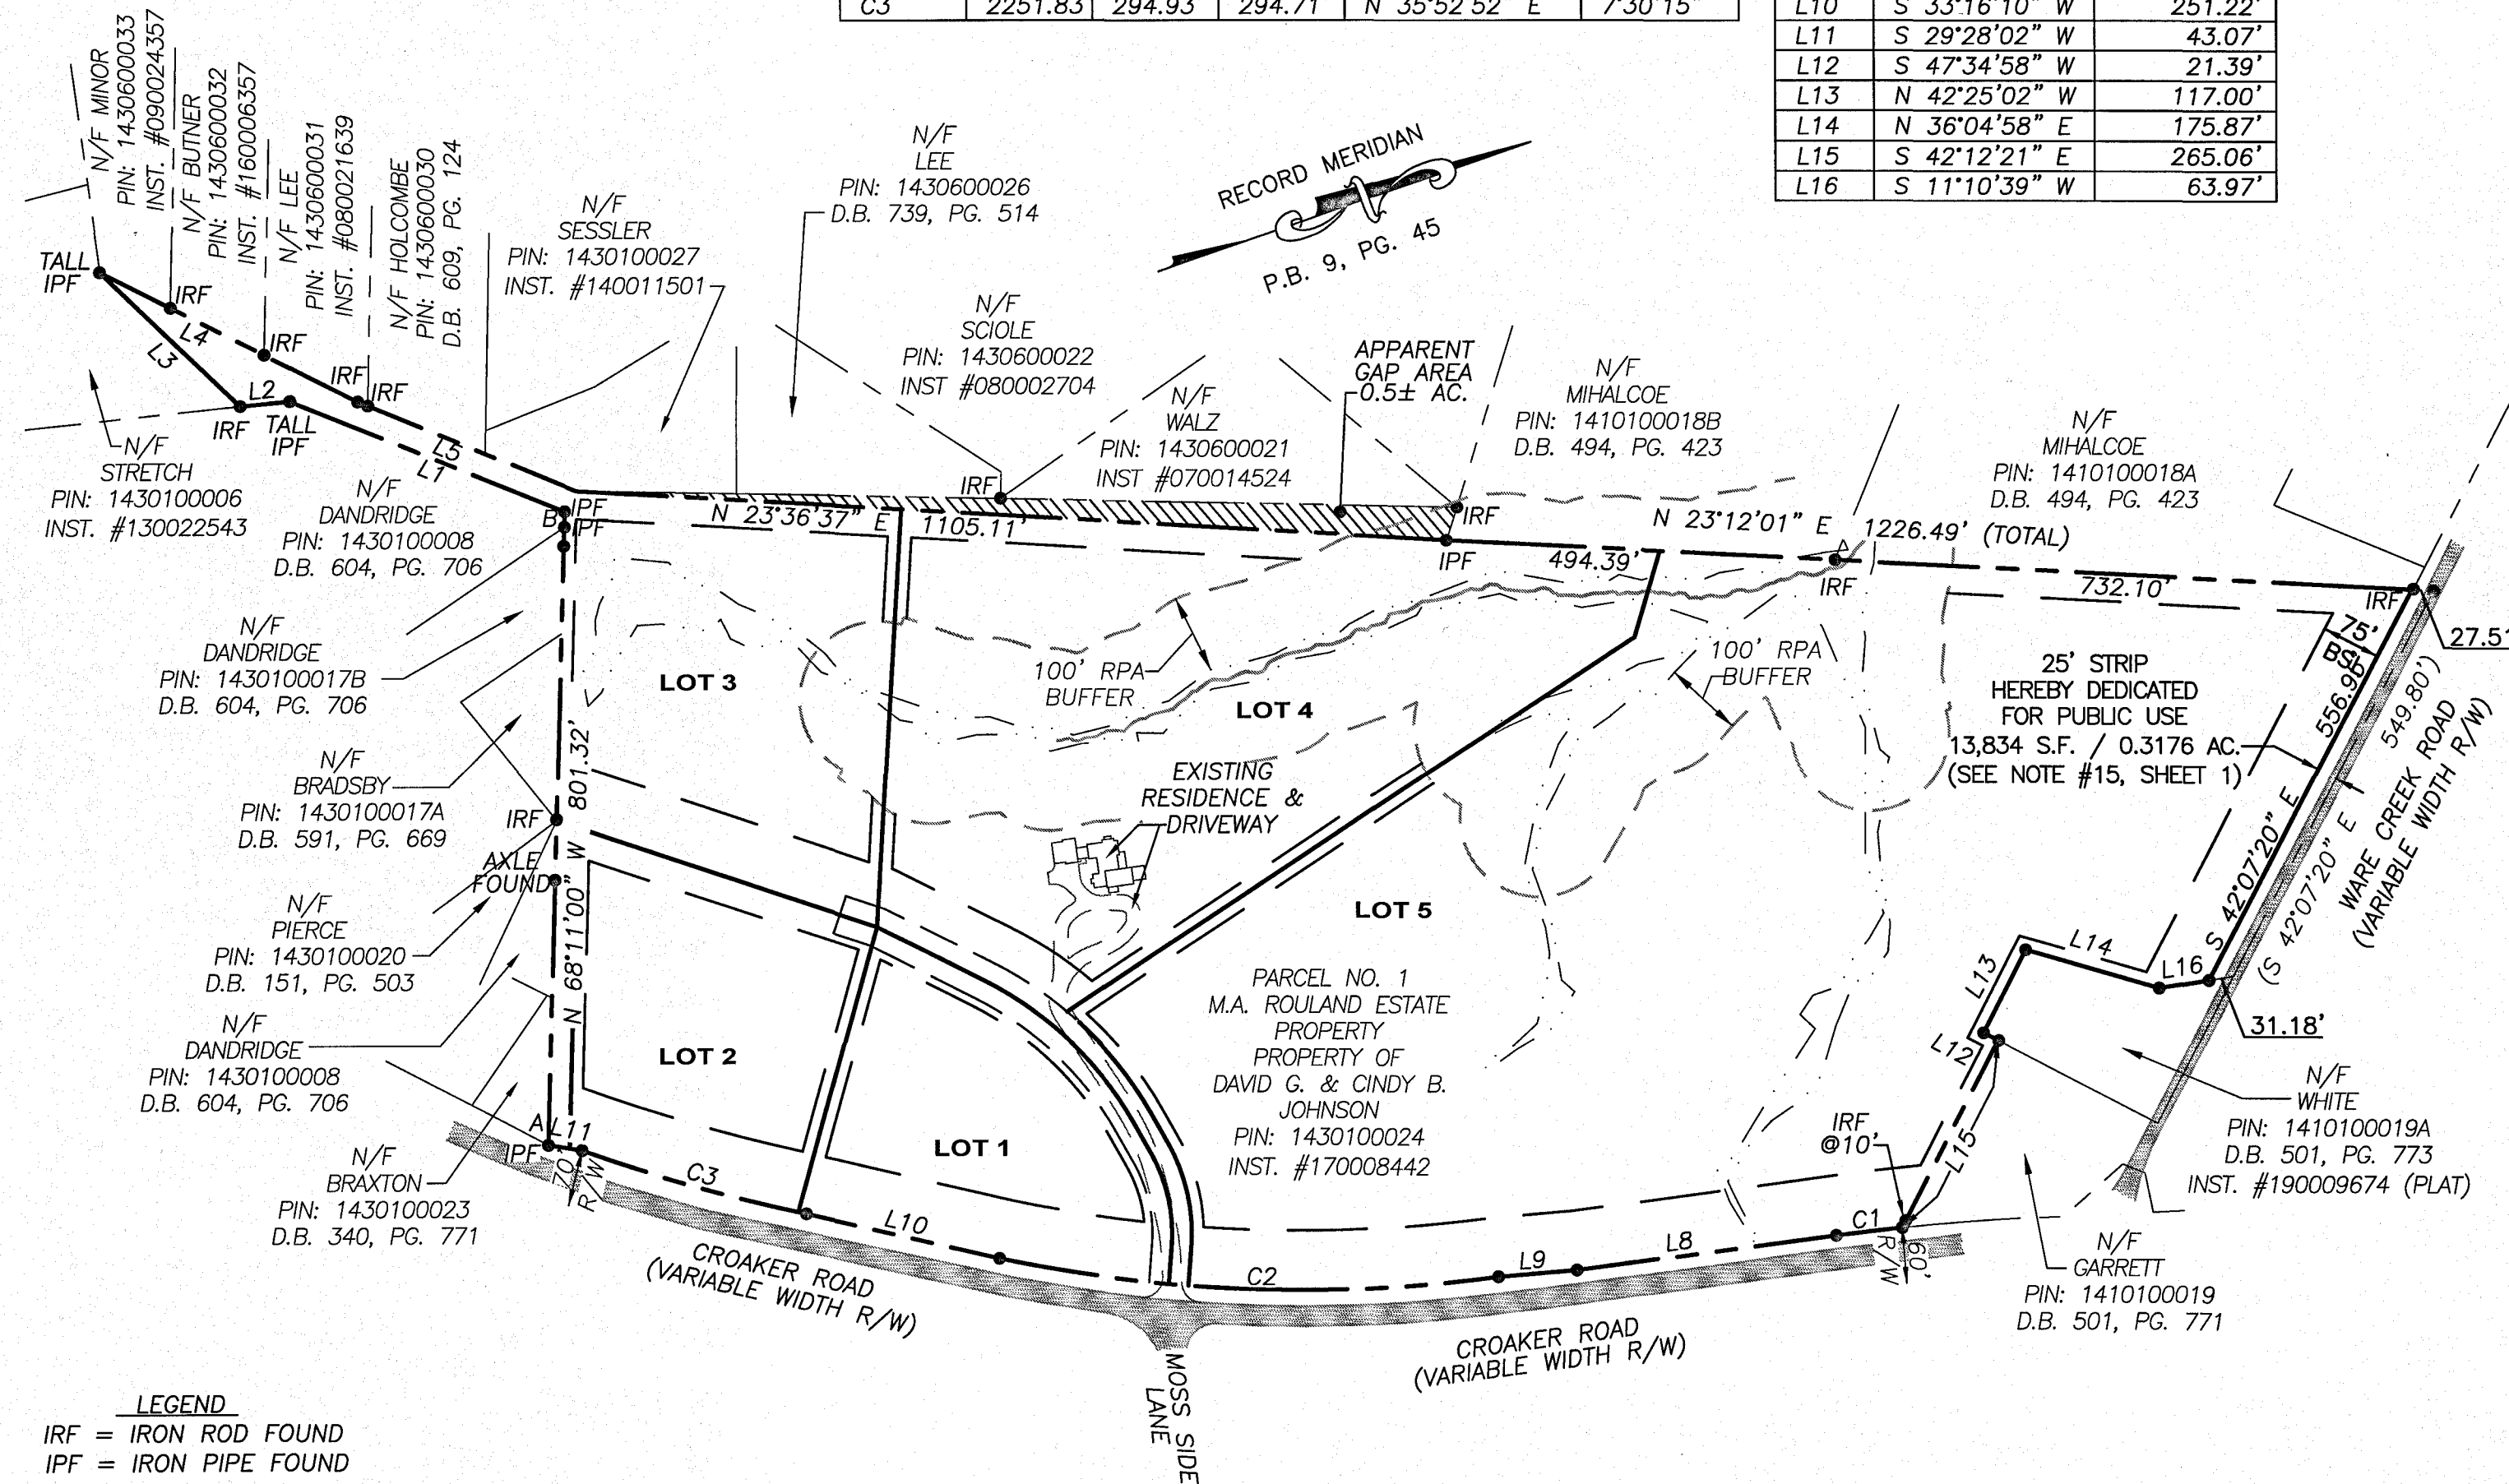 C3 2251.83' 294.93' 294.71' N 35°52'52" E 7°30'15"
L10 S 33°16'10" W 251.22'
L11 S 29°28'02" W 43.07'
L12 S 47°34'58" W 21.39'
L13 N 42°25'02" W 117.00'
L14 N 36°04'58" E 175.87'
L15 S 42°12'21" E 265.06'
L16 S 11°10'39" W 63.97'
N/F MINOR
PIN: 1430600033
INST. #090024357
N/F BUTNER
PIN: 1430600032
INST. #160006357
N/F LEE
PIN: 1430600031
INST. #080021639
N/F HOLCOMBE
PIN: 1430600030
D.B. 609, PG. 124
N/F
SESSLER
PIN: 1430100027
INST. #140011501
N/F
LEE
PIN: 1430600026
D.B. 739, PG. 514
RECORD MERIDIAN
P.B. 9, PG. 45
N/F
SCIOLE
PIN: 1430600022
INST #080002704
N/F
WALZ
PIN: 1430600021
INST #070014524
APPARENT
GAP AREA
0.5± AC.
N/F
MIHALCOE
PIN: 1410100018B
D.B. 494, PG. 423
N/F
MIHALCOE
PIN: 1410100018A
D.B. 494, PG. 423
TALL
IPF
IRF
L4
IRF
L3
IRF
IRF
L2
IRF
TALL
IPF
L5
L1
N/F
STRETCH
PIN: 1430100006
INST. #130022543
N/F
DANDRIDGE
PIN: 1430100008
D.B. 604, PG. 706
IPF
B
IPF
N 23°36'37" E 1105.11'
IRF
IRF
IPF
N 23°12'01" E 1226.49' (TOTAL)
494.39'
IRF
732.10'
IRF
27.5'
75'
BSL
556.96'
S 42°07'20" E
(S 42°07'20" E 549.80')
WARE CREEK ROAD
(VARIABLE WIDTH R/W)
25' STRIP
HEREBY DEDICATED
FOR PUBLIC USE
13,834 S.F. / 0.3176 AC.
(SEE NOTE #15, SHEET 1)
N/F
DANDRIDGE
PIN: 1430100017B
D.B. 604, PG. 706
LOT 3
100' RPA
BUFFER
LOT 4
100' RPA
BUFFER
N/F
BRADSBY
PIN: 1430100017A
D.B. 591, PG. 669
IRF
AXLE
FOUND
N 68°11'00" W 801.32'
EXISTING
RESIDENCE &
DRIVEWAY
LOT 5
N/F
PIERCE
PIN: 1430100020
D.B. 151, PG. 503
N/F
DANDRIDGE
PIN: 1430100008
D.B. 604, PG. 706
LOT 2
PARCEL NO. 1
M.A. ROULAND ESTATE
PROPERTY
PROPERTY OF
DAVID G. & CINDY B.
JOHNSON
PIN: 1430100024
INST. #170008442
L14
L16
L13
L12
31.18'
N/F
WHITE
PIN: 1410100019A
D.B. 501, PG. 773
INST. #190009674 (PLAT)
A
L11
IPF
70'
R/W
LOT 1
IRF
@10'
L15
N/F
BRAXTON
PIN: 1430100023
D.B. 340, PG. 771
C3
L10
C2
L9
L8
C1
60'
R/W
N/F
GARRETT
PIN: 1410100019
D.B. 501, PG. 771
CROAKER ROAD
(VARIABLE WIDTH R/W)
CROAKER ROAD
(VARIABLE WIDTH R/W)
MOSS SIDE
LANE
LEGEND
IRF = IRON ROD FOUND
IPF = IRON PIPE FOUND